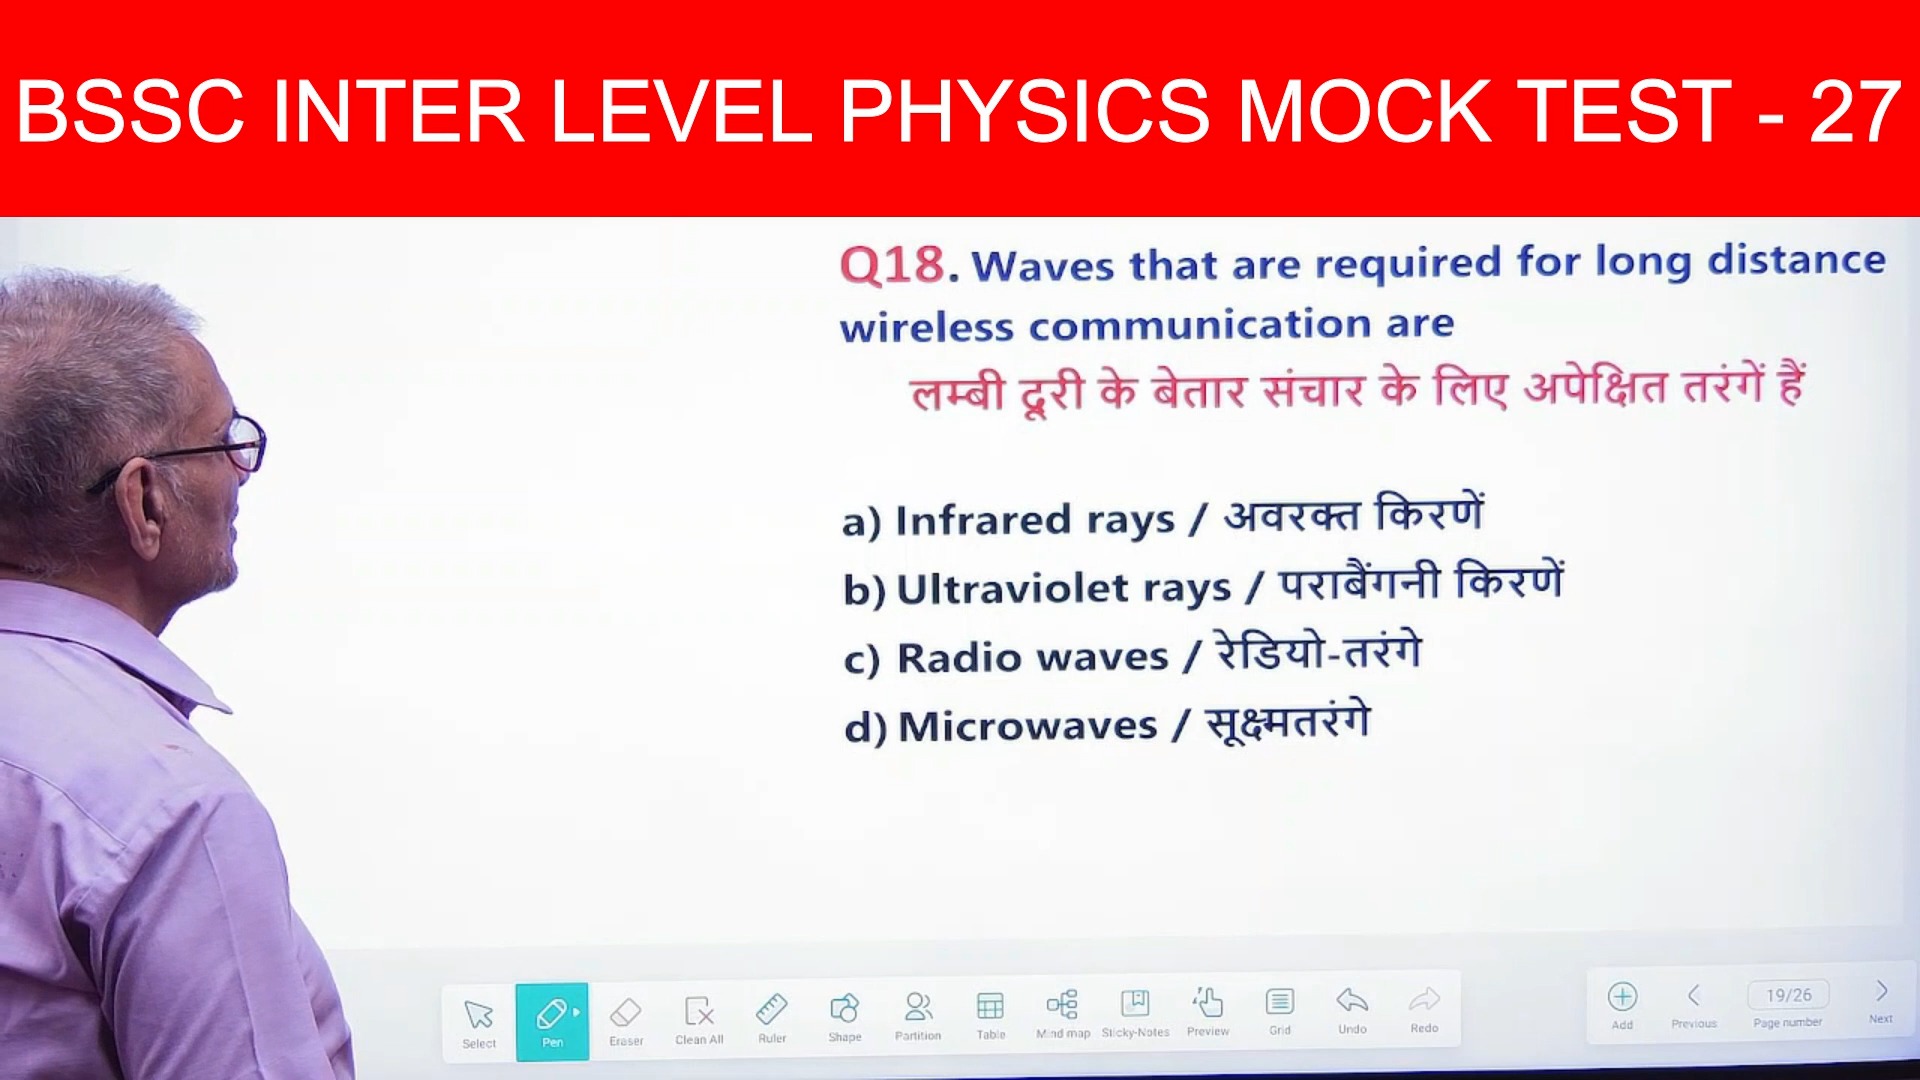 BSSC INTER LEVEL PHYSICS MOCK TEST - 27
Q18. Waves that are required for long distance
wireless communication are
लम्बी दूरी के बेतार संचार के लिए अपेक्षित तरंगें हैं
a) Infrared rays / अवरक्त किरणें
b) Ultraviolet rays / पराबैंगनी किरणें
c) Radio waves / रेडियो-तरंगे
d) Microwaves / सूक्ष्मतरंगे
Select Pen Eraser Clean All Ruler Shape Partition Table Mind map Sticky-Notes Preview Grid Undo Redo
19/26
Add Previous Page number Next